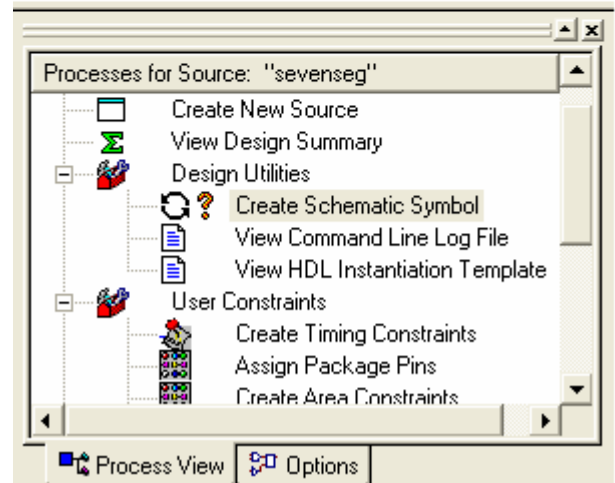 Processes for Source: "sevenseg"
Create New Source
View Design Summary
Design Utilities
Create Schematic Symbol
View Command Line Log File
View HDL Instantiation Template
User Constraints
Create Timing Constraints
Assign Package Pins
Create Area Constraints
Process View Options